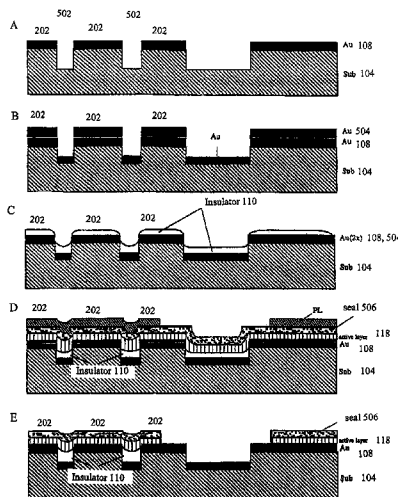 502 502
A
202 202 202
Au 108
Sub 104
B
202 202 202
Au
Au 504
Au 108
Sub 104
Insulator 110
C
202 202 202
Au(2x) 108, 504
Sub 104
D
202 202 202
PL
seal 506
active layer 118
Au
108
Insulator 110
Sub
104
E
202 202 202
seal 506
active layer 118
Au
108
Insulator 110
Sub 104